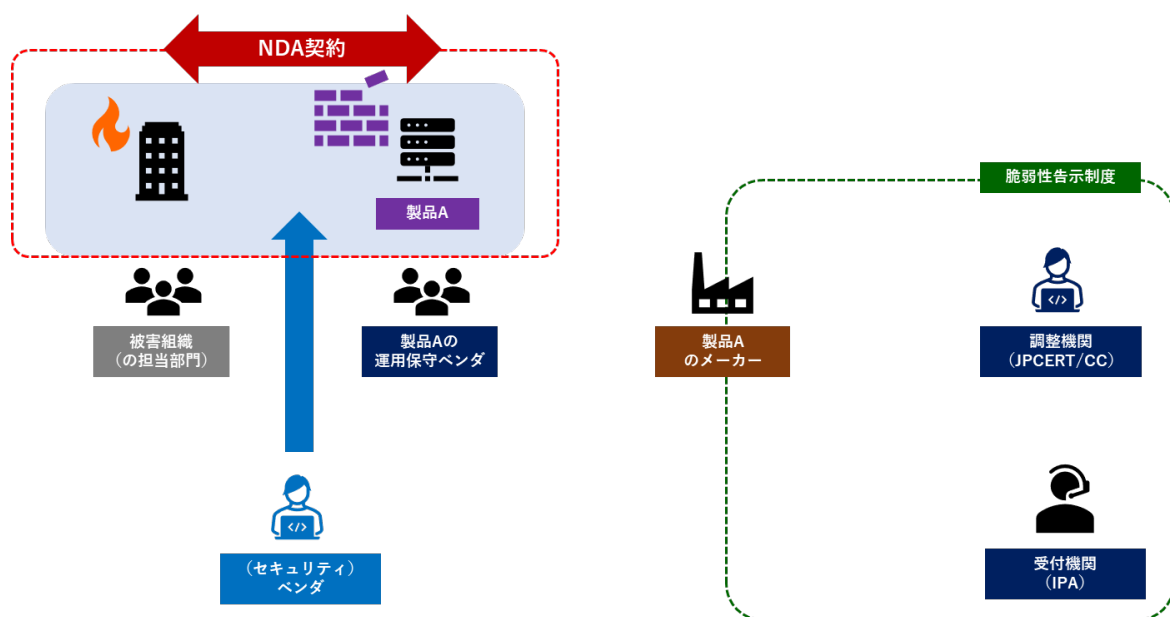 NDA契約
製品A
脆弱性告示制度
被害組織
（の担当部門）
製品Aの
運用保守ベンダ
製品A
のメーカー
調整機関
（JPCERT/CC）
（セキュリティ）
ベンダ
受付機関
（IPA）